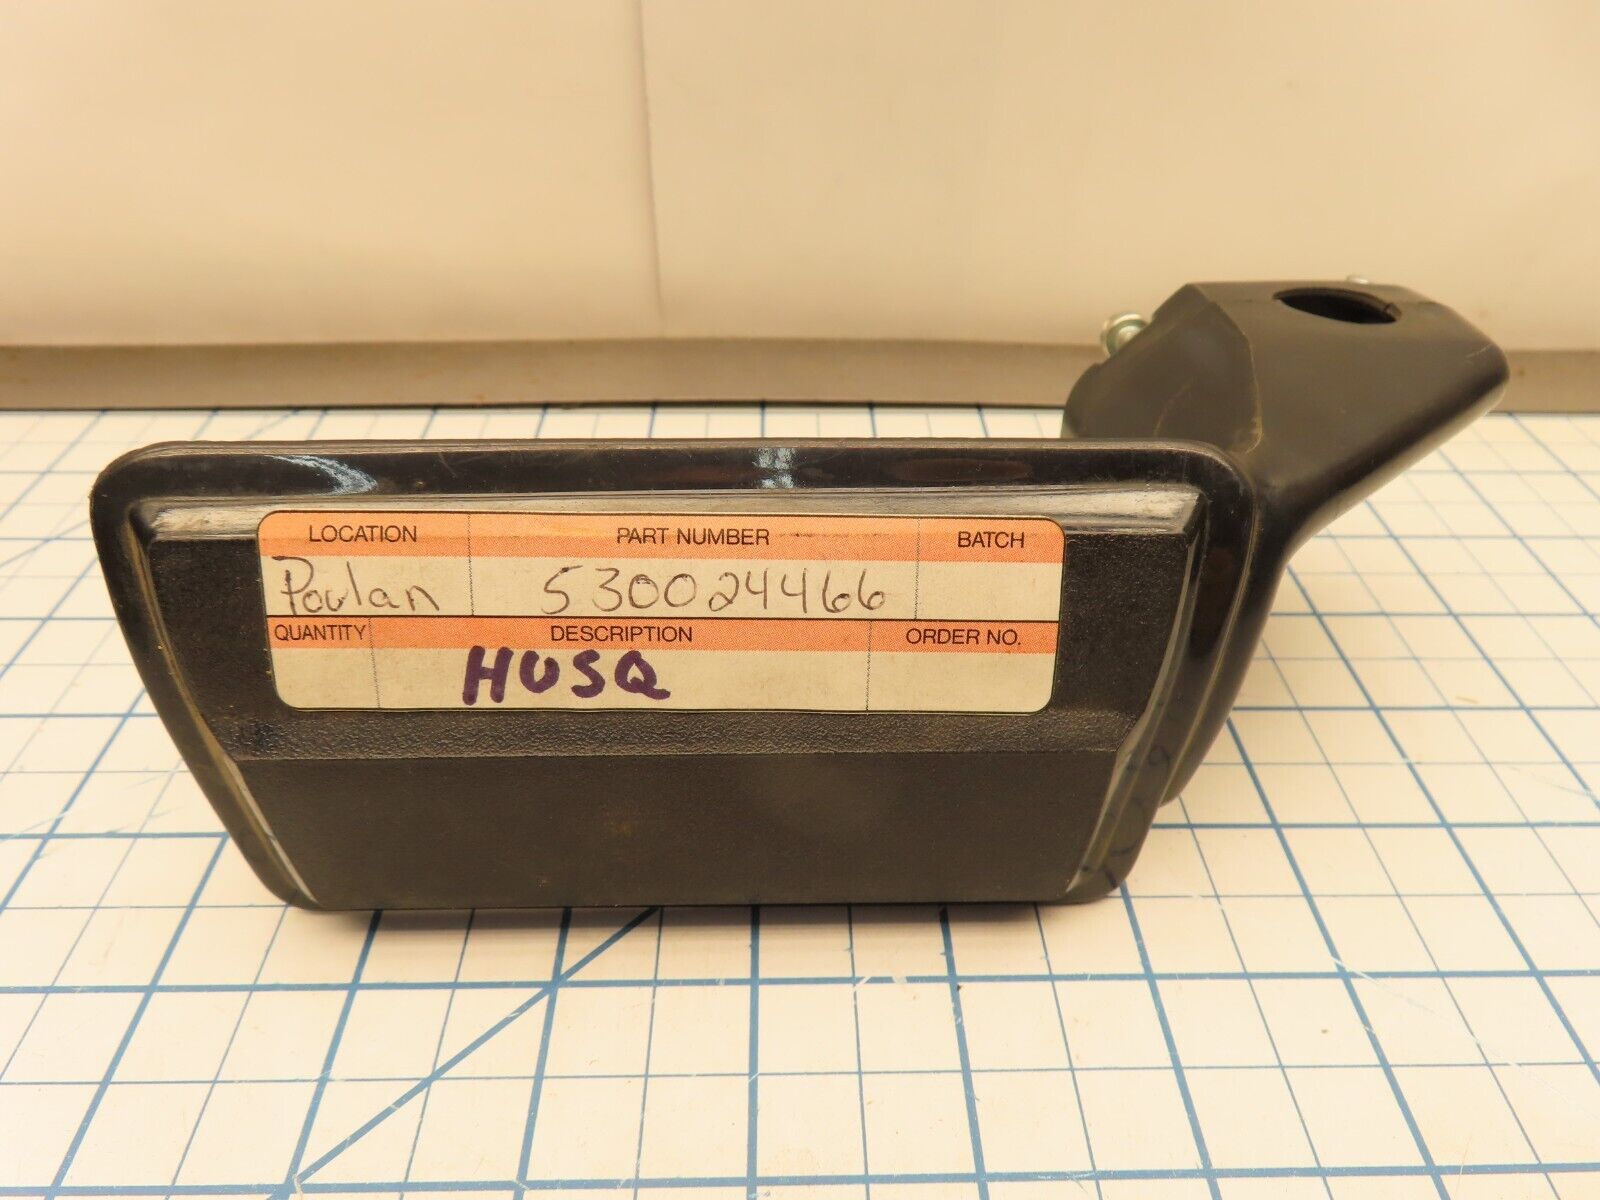 LOCATION PART NUMBER BATCH
Poulan 530024466
QUANTITY DESCRIPTION ORDER NO.
HUSQ